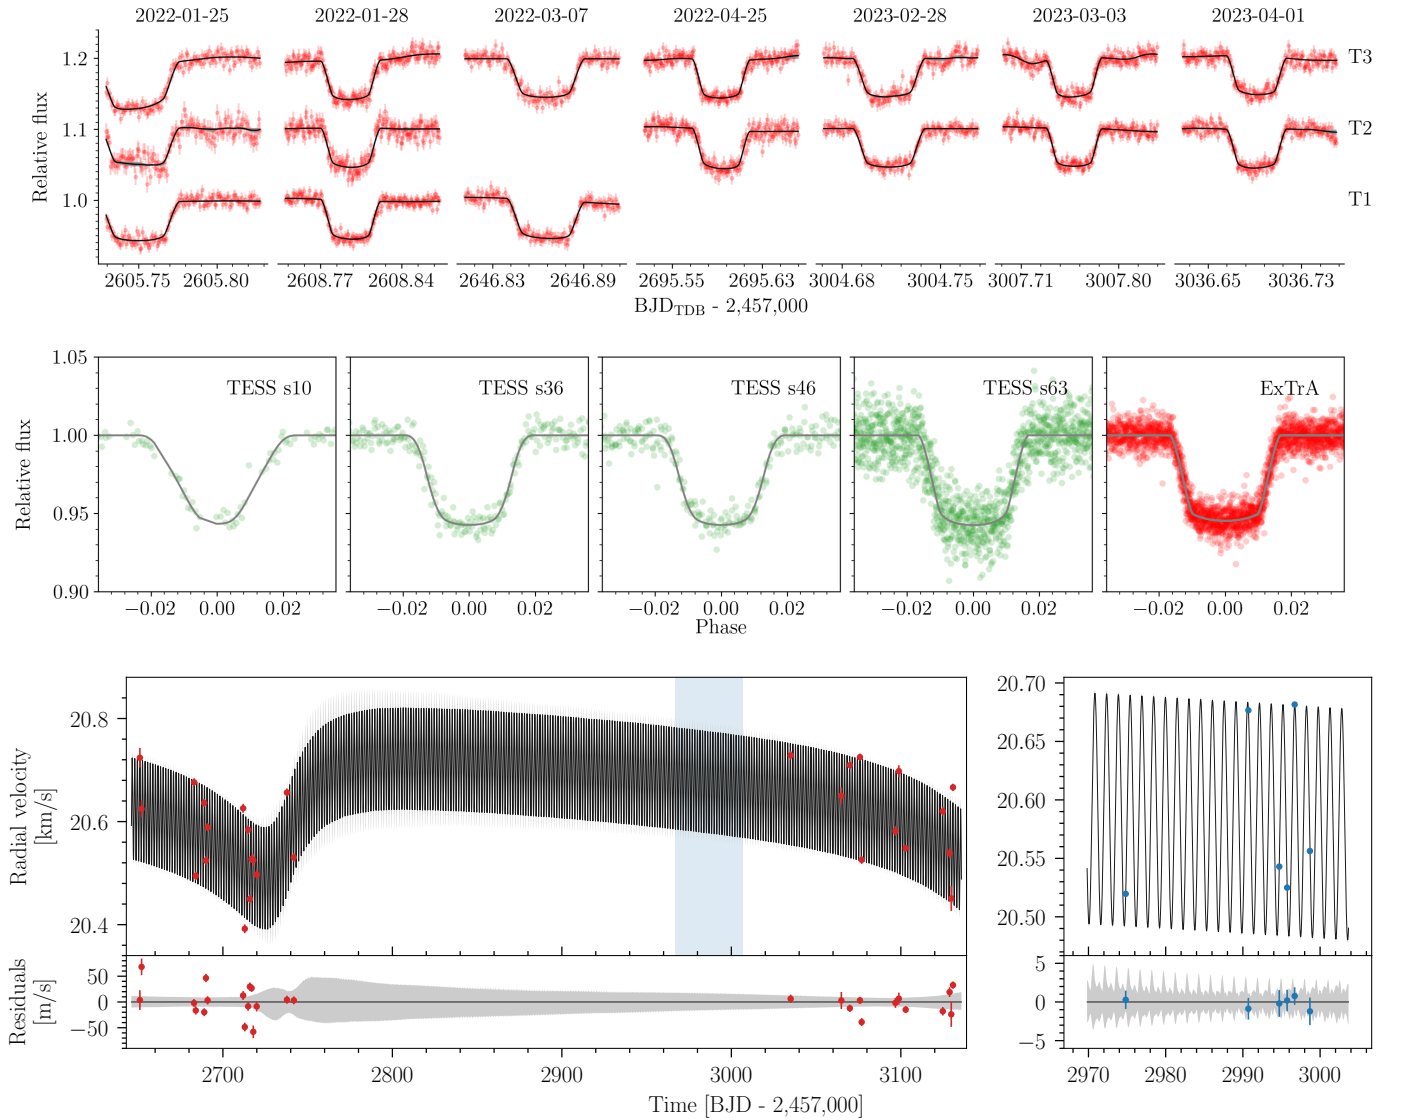 2022-01-25 2022-01-28 2022-03-07 2022-04-25 2023-02-28 2023-03-03 2023-04-01
1.2 T3
1.1 T2
1.0 T1
Relative flux
2605.75 2605.80 2608.77 2608.84 2646.83 2646.89 2695.55 2695.63 3004.68 3004.75 3007.71 3007.80 3036.65 3036.73
BJDTDB - 2,457,000
1.05
TESS s10 TESS s36 TESS s46 TESS s63 ExTrA
1.00
Relative flux
0.95
0.90
−0.02 0.00 0.02 −0.02 0.00 0.02 −0.02 0.00 0.02 −0.02 0.00 0.02 −0.02 0.00 0.02
Phase
20.8
20.6
20.4
Radial velocity
[km/s]
20.70
20.65
20.60
20.55
20.50
50
0
−50
Residuals
[m/s]
5
0
−5
2700 2800 2900 3000 3100
2970 2980 2990 3000
Time [BJD - 2,457,000]